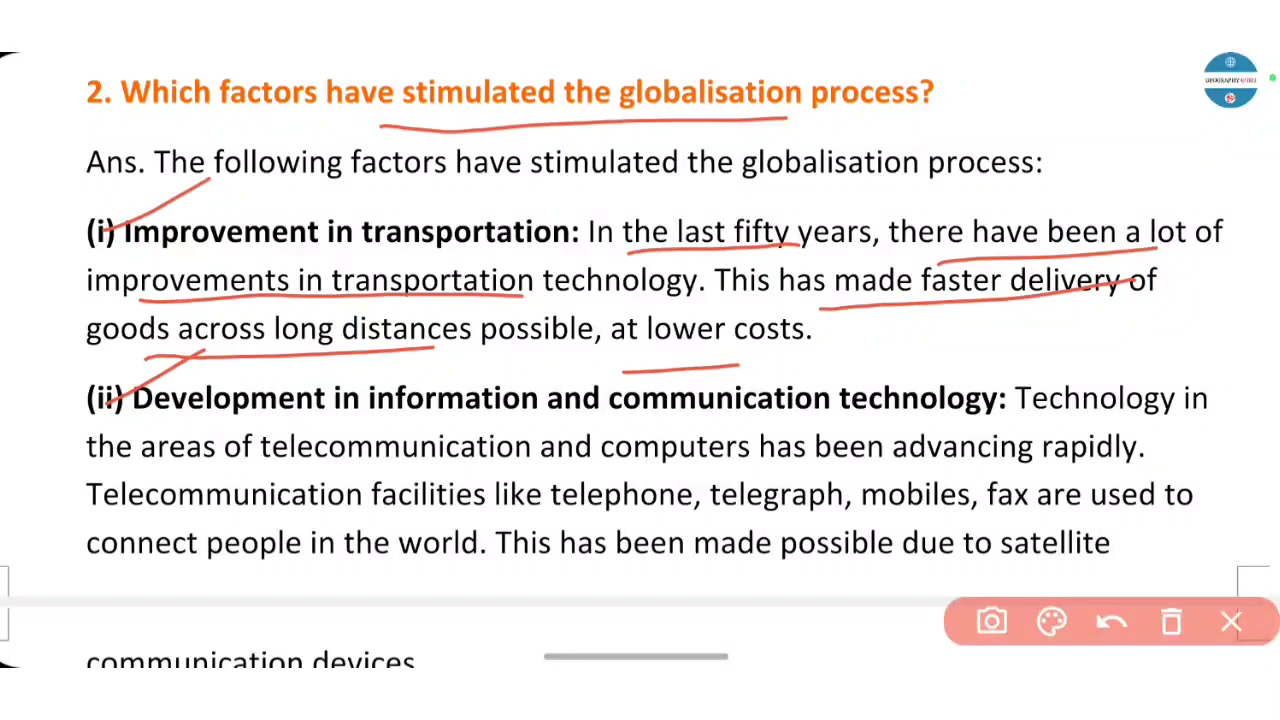 2. Which factors have stimulated the globalisation process?
Ans. The following factors have stimulated the globalisation process:
(i) Improvement in transportation: In the last fifty years, there have been a lot of
improvements in transportation technology. This has made faster delivery of
goods across long distances possible, at lower costs.
(ii) Development in information and communication technology: Technology in
the areas of telecommunication and computers has been advancing rapidly.
Telecommunication facilities like telephone, telegraph, mobiles, fax are used to
connect people in the world. This has been made possible due to satellite
communication devices